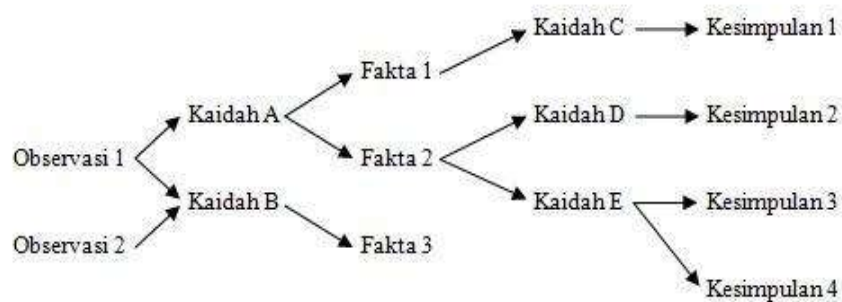 Observasi 1
Observasi 2
Kaidah A
Kaidah B
Fakta 1
Fakta 2
Fakta 3
Kaidah C
Kaidah D
Kaidah E
Kesimpulan 1
Kesimpulan 2
Kesimpulan 3
Kesimpulan 4